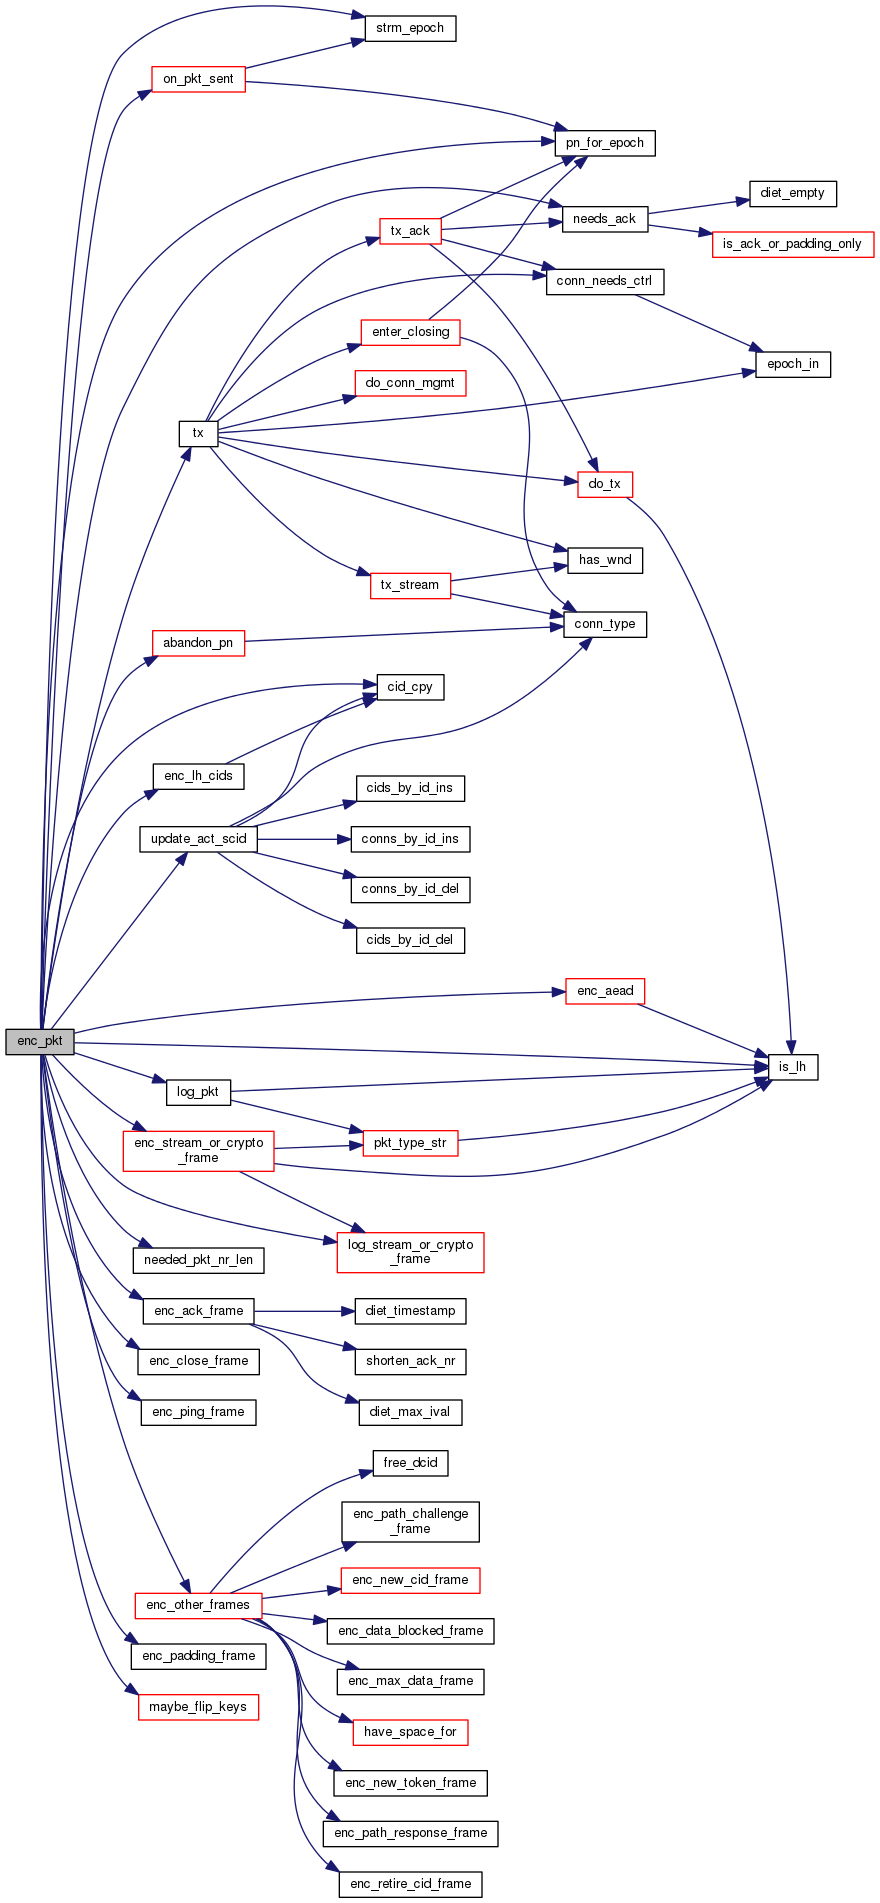 strm_epoch
on_pkt_sent
pn_for_epoch
diet_empty
needs_ack
tx_ack
is_ack_or_padding_only
conn_needs_ctrl
enter_closing
epoch_in
do_conn_mgmt
tx
do_tx
has_wnd
tx_stream
conn_type
abandon_pn
cid_cpy
enc_lh_cids
cids_by_id_ins
update_act_scid
conns_by_id_ins
conns_by_id_del
cids_by_id_del
enc_aead
enc_pkt
is_lh
log_pkt
enc_stream_or_crypto
_frame
pkt_type_str
log_stream_or_crypto
_frame
needed_pkt_nr_len
enc_ack_frame
diet_timestamp
enc_close_frame
shorten_ack_nr
enc_ping_frame
diet_max_ival
free_dcid
enc_path_challenge
_frame
enc_new_cid_frame
enc_other_frames
enc_data_blocked_frame
enc_padding_frame
enc_max_data_frame
maybe_flip_keys
have_space_for
enc_new_token_frame
enc_path_response_frame
enc_retire_cid_frame